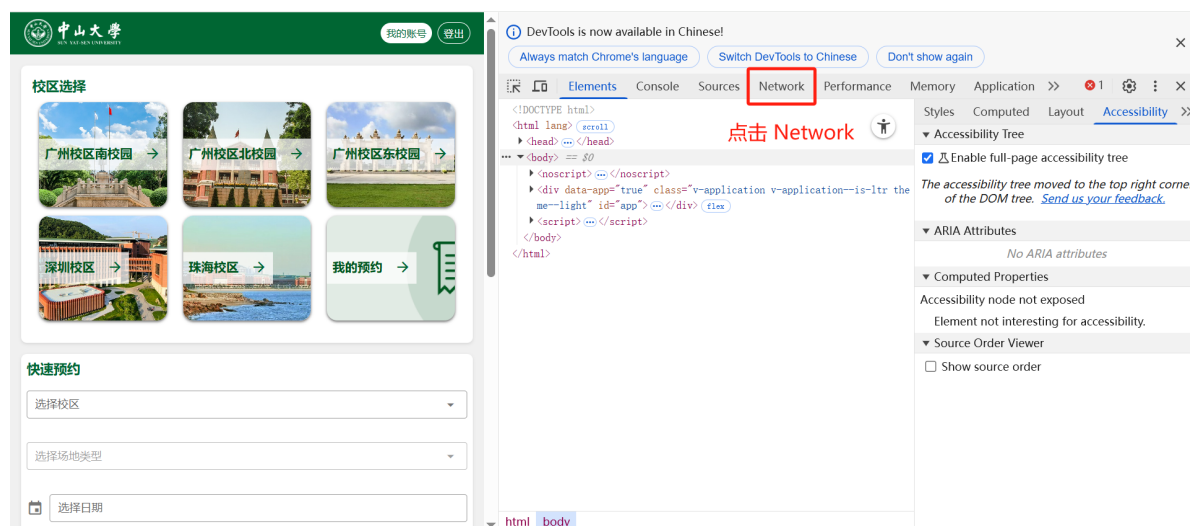 中山大學
SUN YAT-SEN UNIVERSITY
我的账号
登出
校区选择
广州校区南校园 →
广州校区北校园 →
广州校区东校园 →
深圳校区 →
珠海校区 →
我的预约 →
快速预约
选择校区
选择场地类型
选择日期
DevTools is now available in Chinese!
Always match Chrome's language
Switch DevTools to Chinese
Don't show again
Elements
Console
Sources
Network
Performance
Memory
Application
1
<!DOCTYPE html>
<html lang> scroll
<head> … </head>
<body> == $0
<noscript> … </noscript>
<div data-app="true" class="v-application v-application--is-ltr the
me--light" id="app"> … </div> flex
<script> … </script>
</body>
</html>
点击 Network
html body
Styles
Computed
Layout
Accessibility
Accessibility Tree
Enable full-page accessibility tree
The accessibility tree moved to the top right corne
of the DOM tree. Send us your feedback.
ARIA Attributes
No ARIA attributes
Computed Properties
Accessibility node not exposed
Element not interesting for accessibility.
Source Order Viewer
Show source order